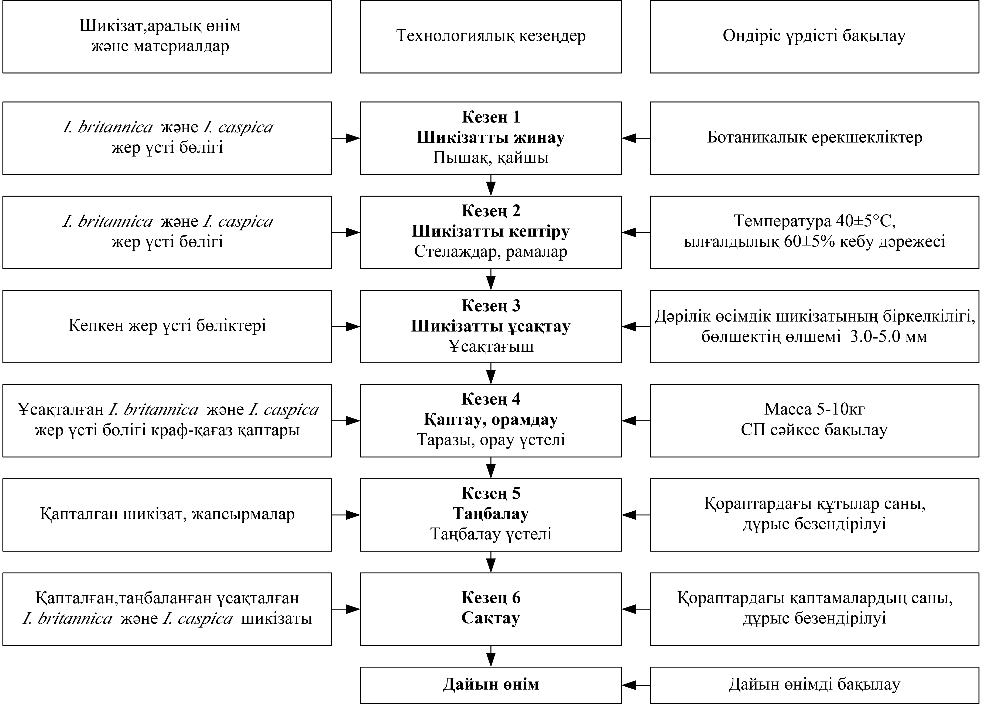 Шикізат,аралық өнім
және материалдар
Технологиялық кезеңдер
Өндіріс үрдісті бақылау
I. britannica және I. caspica
жер үсті бөлігі
Кезең 1
Шикізатты жинау
Пышақ, қайшы
Ботаникалық ерекшекліктер
I. britannica және I. caspica
жер үсті бөлігі
Кезең 2
Шикізатты кептіру
Стелаждар, рамалар
Температура 40±5°С,
ылғалдылық 60±5% кебу дәрежесі
Кепкен жер үсті бөліктері
Кезең 3
Шикізатты ұсақтау
Ұсақтағыш
Дәрілік өсімдік шикізатының біркелкілігі,
бөлшектің өлшемі 3.0-5.0 мм
Ұсақталған I. britannica және I. caspica
жер үсті бөлігі краф-қағаз қаптары
Кезең 4
Қаптау, орамдау
Таразы, орау үстелі
Масса 5-10кг
СП сәйкес бақылау
Қапталған шикізат, жапсырмалар
Кезең 5
Таңбалау
Таңбалау үстелі
Қораптардағы құтылар саны,
дұрыс безендірілуі
Қапталған,таңбаланған ұсақталған
I. britannica және I. caspica шикізаты
Кезең 6
Сақтау
Қораптардағы қаптамалардың саны,
дұрыс безендірілуі
Дайын өнім
Дайын өнімді бақылау